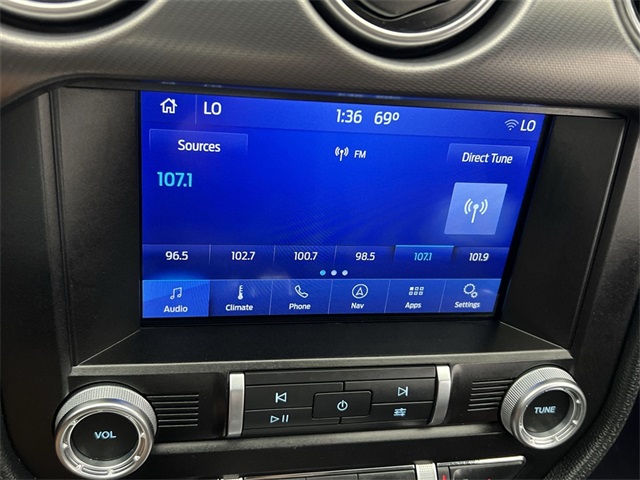 LO 1:36 69° LO
Sources FM Direct Tune
107.1
96.5 102.7 100.7 98.5 107.1 101.9
Audio Climate Phone Nav Apps Settings
VOL TUNE